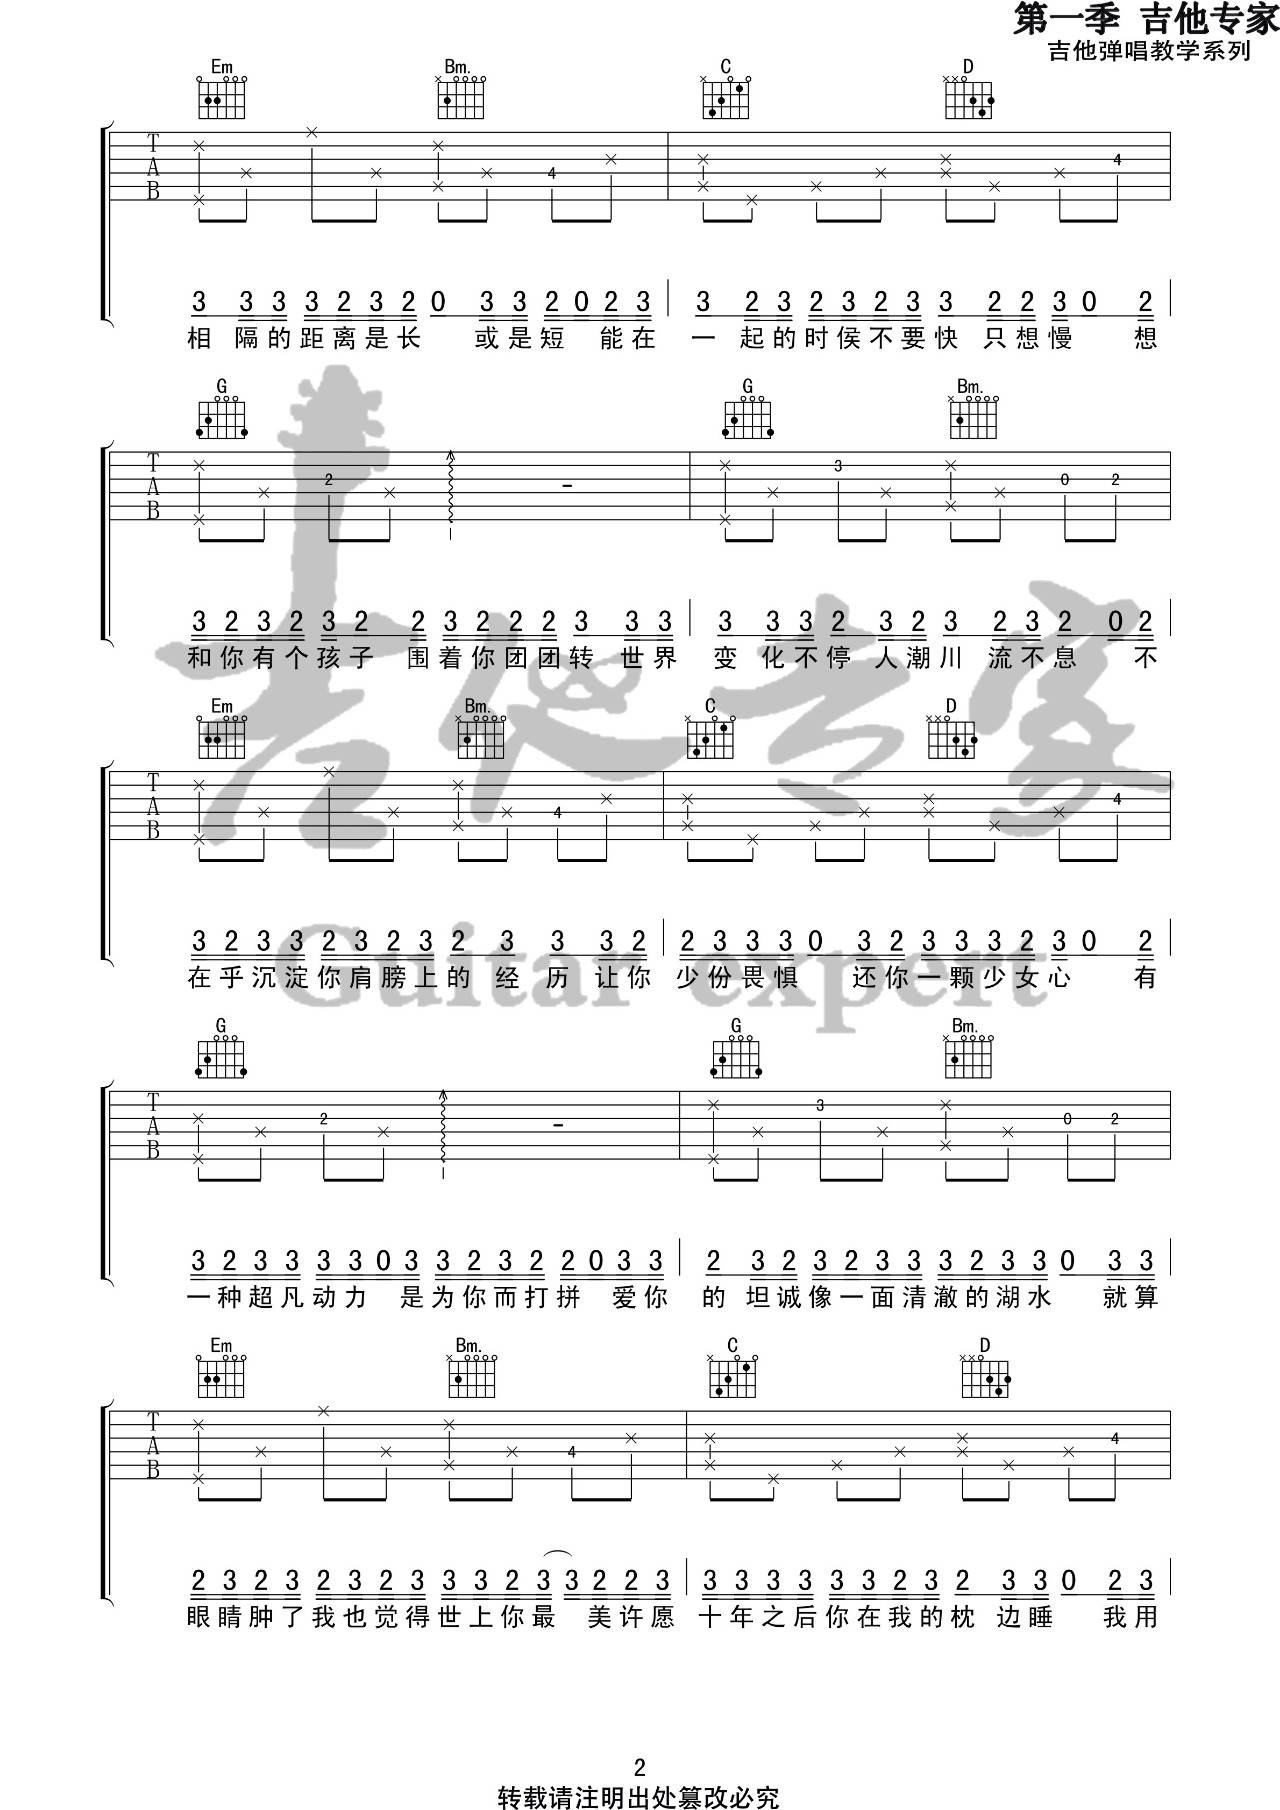 第一季 吉他专家
吉他弹唱教学系列
Em Bm. C D
T
A
B
4 4
3 3 3 3 2 3 2 0 3 3 2 0 2 3 3 2 3 2 3 2 3 3 2 2 3 0 2
相 隔的距离是长 或是短 能在 一 起的时侯不要快 只想慢 想
G G Bm.
T
A
B
2 - 3 0 2
3 2 3 2 3 2 2 3 2 2 2 3 3 3 3 3 3 2 3 2 3 2 3 2 0 2
和你有个孩子 围着你团团转 世界 变 化不停 人潮川 流不息 不
Em Bm. C D
T
A
B
4 4
3 2 3 3 2 3 2 3 2 3 3 3 2 2 3 3 3 0 3 2 3 3 3 2 3 0 2
在乎沉淀你肩膀上的 经 历 让你 少份畏惧 还你一颗少女心 有
G G Bm.
T
A
B
2 - 3 0 2
3 2 3 3 3 3 0 3 3 2 3 2 2 0 3 3 2 3 2 3 2 3 3 3 2 3 2 0 3 3
一种超凡动力 是为你而打拼 爱你 的 坦诚像一面清澈的湖水 就算
Em Bm. C D
T
A
B
4 4
2 3 2 3 2 3 2 3 3 3 2 3 3 2 2 3 3 3 3 3 3 3 2 3 2 3 3 0 2 3
眼睛肿了我也觉得世上你最 美许愿 十年之后你在我的枕 边睡 我用
吉他专家
Guitar expert
2
转载请注明出处篡改必究